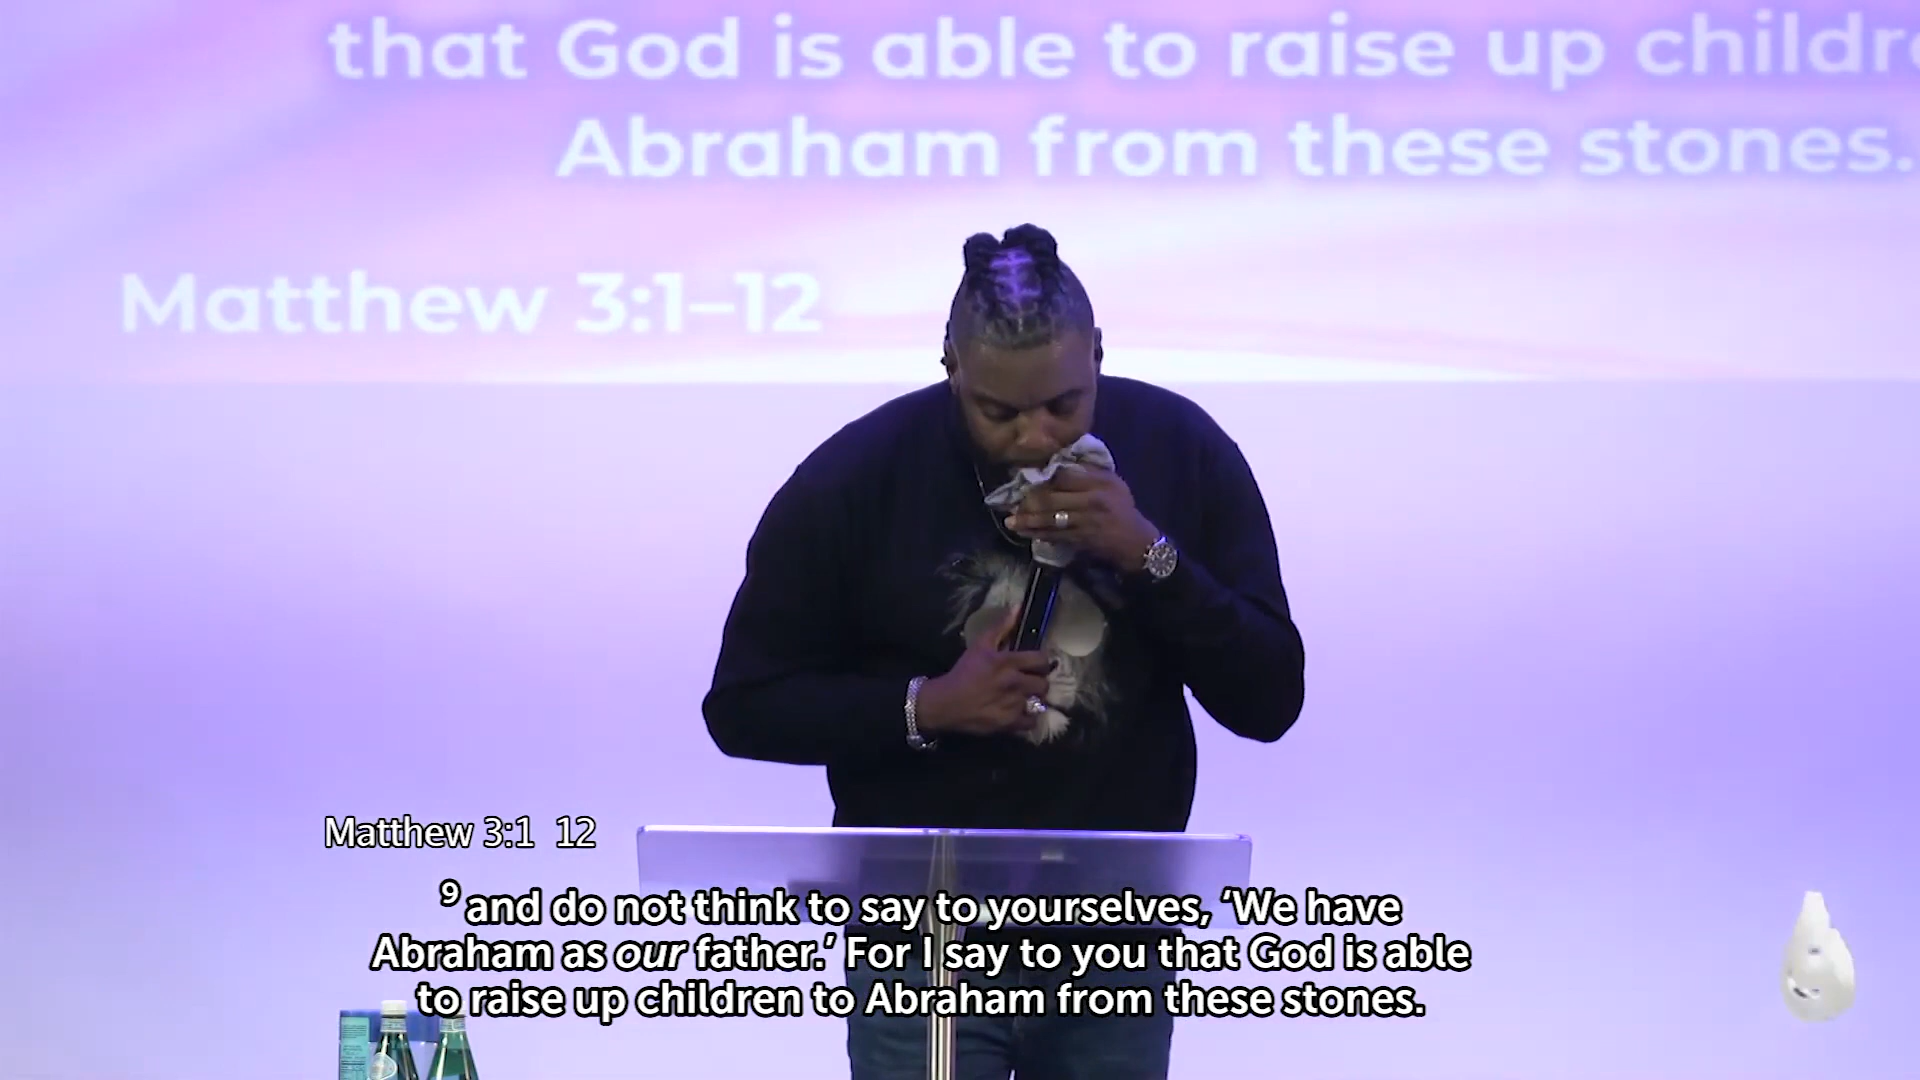 that God is able to raise up childre
Abraham from these stones.
Matthew 3:1–12
Matthew 3:1 12
9 and do not think to say to yourselves, ‘We have
Abraham as our father.’ For I say to you that God is able
to raise up children to Abraham from these stones.